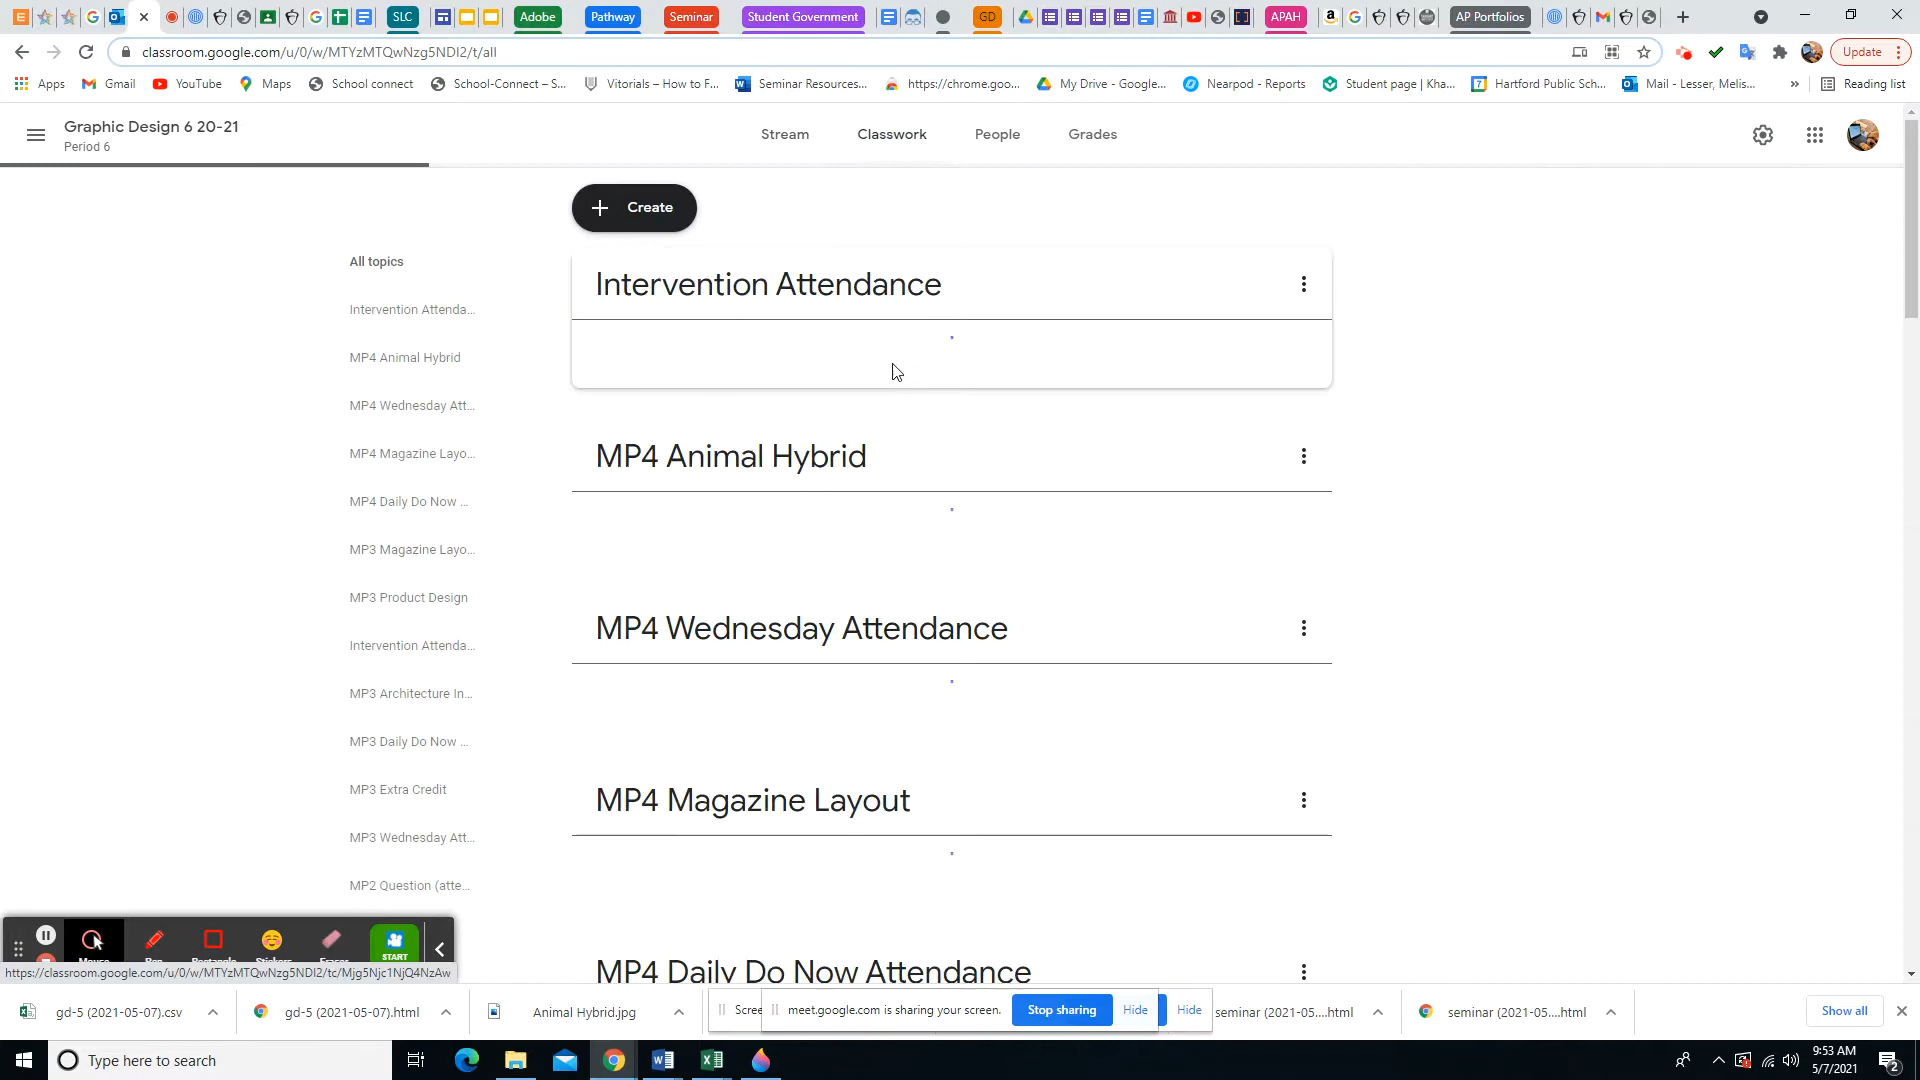 SLC
Adobe
Pathway
Seminar
Student Government
GD
APAH
AP Portfolios
classroom.google.com/u/0/w/MTYzMTQwNzg5NDI2/t/all
Update
Apps
Gmail
YouTube
Maps
School connect
School-Connect – S...
Vitorials – How to F...
Seminar Resources...
https://chrome.goo...
My Drive - Google...
Nearpod - Reports
Student page | Kha...
Hartford Public Sch...
Mail - Lesser, Melis...
»
Reading list
Graphic Design 6 20-21
Period 6
Stream
Classwork
People
Grades
Create
All topics
Intervention Attenda...
MP4 Animal Hybrid
MP4 Wednesday Att...
MP4 Magazine Layo...
MP4 Daily Do Now ...
MP3 Magazine Layo...
MP3 Product Design
Intervention Attenda...
MP3 Architecture In...
MP3 Daily Do Now ...
MP3 Extra Credit
MP3 Wednesday Att...
MP2 Question (atte...
Intervention Attendance
MP4 Animal Hybrid
MP4 Wednesday Attendance
MP4 Magazine Layout
MP4 Daily Do Now Attendance
START
https://classroom.google.com/u/0/w/MTYzMTQwNzg5NDI2/tc/Mjg5Njc1NjQ4NzAw
gd-5 (2021-05-07).csv
gd-5 (2021-05-07).html
Animal Hybrid.jpg
Scree
meet.google.com is sharing your screen.
Stop sharing
Hide
Hide
seminar (2021-05....html
seminar (2021-05....html
Show all
Type here to search
9:53 AM
5/7/2021
2